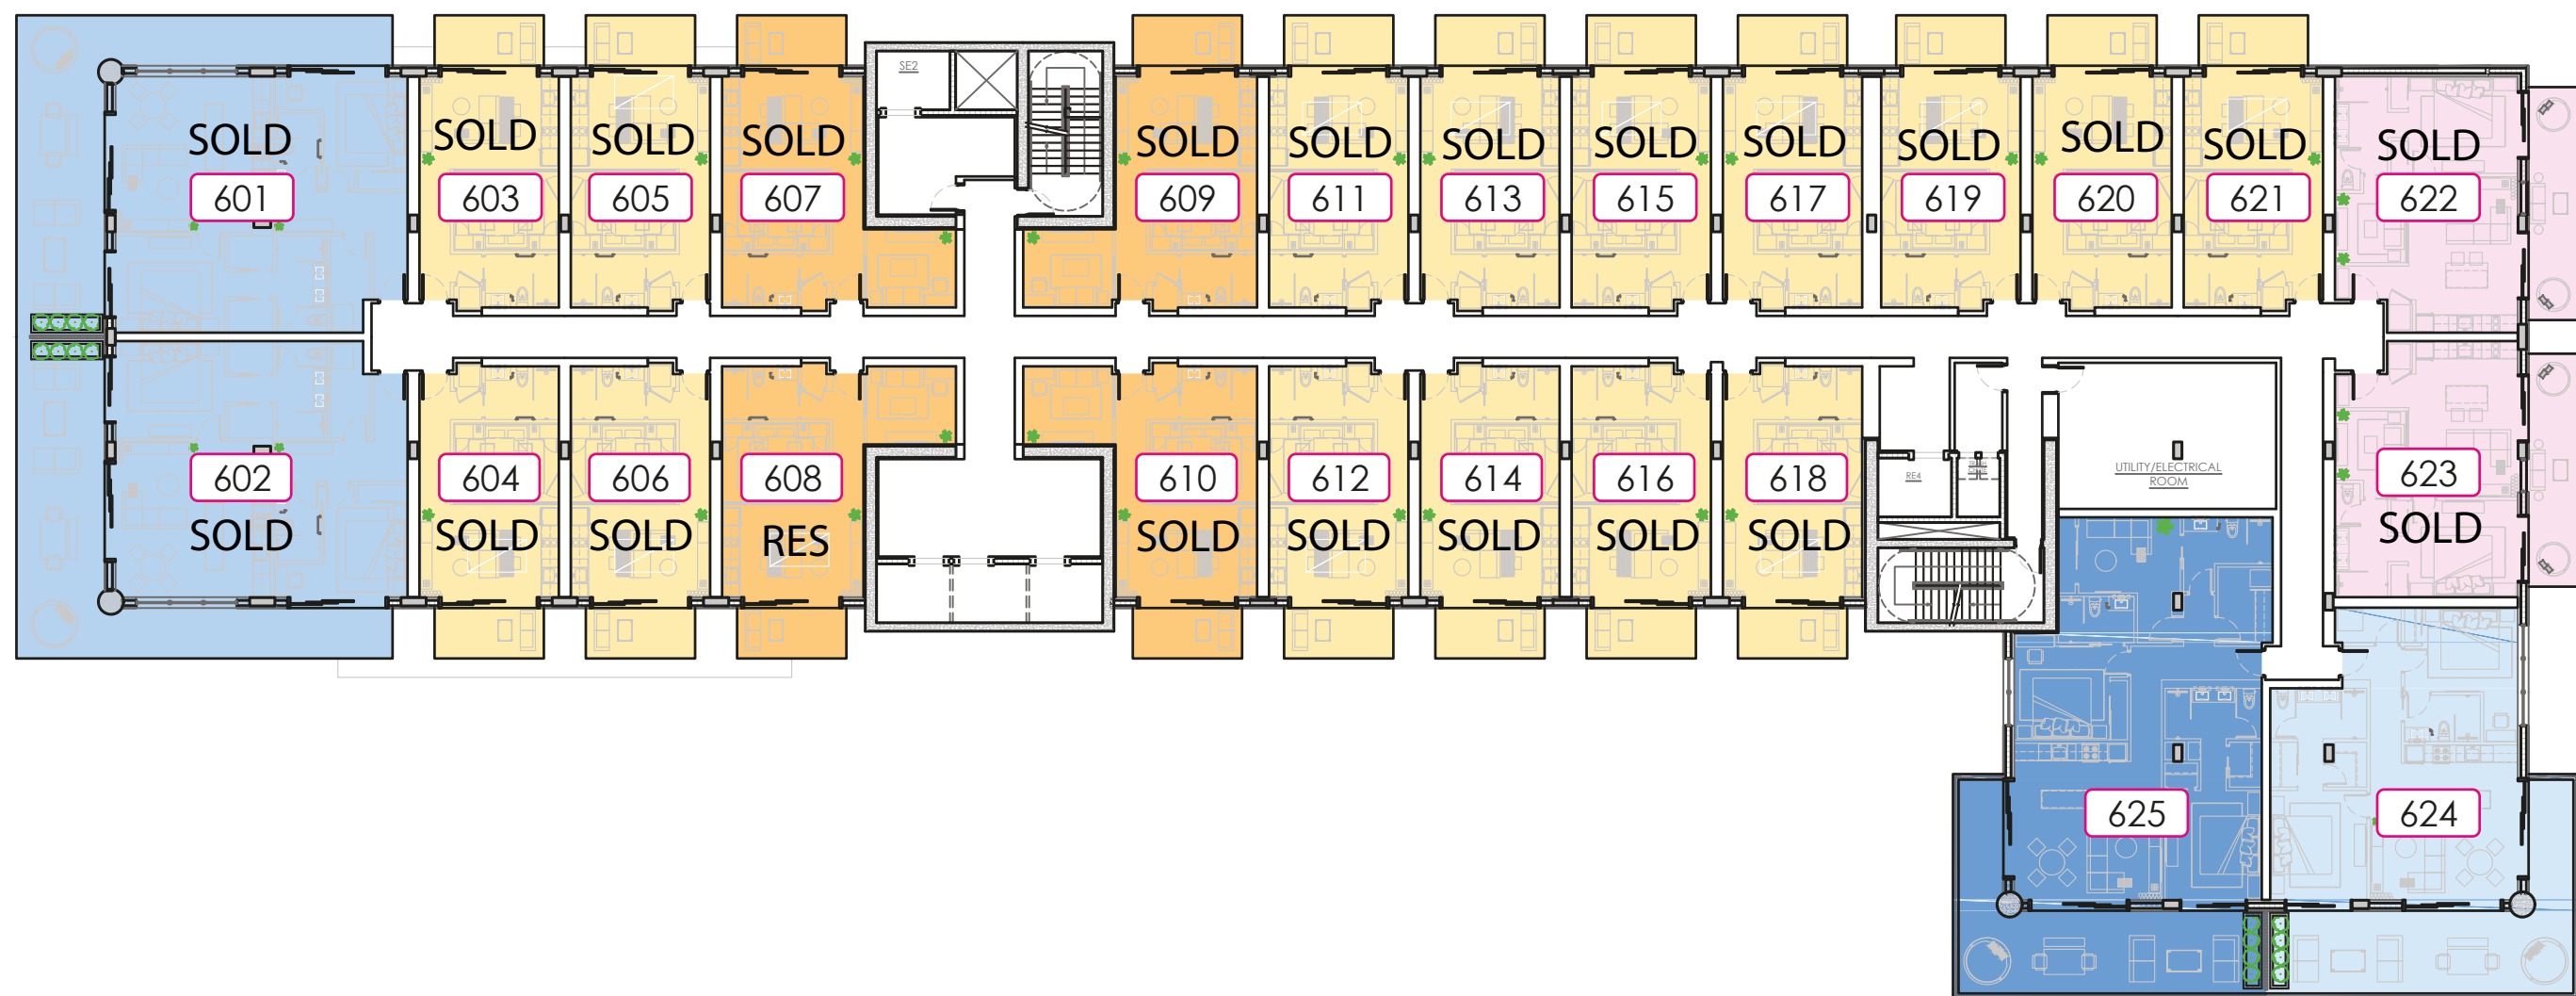 SE2
SOLD
601
SOLD
603
SOLD
605
SOLD
607
SOLD
609
SOLD
611
SOLD
613
SOLD
615
SOLD
617
SOLD
619
SOLD
620
SOLD
621
SOLD
622
602
SOLD
604
SOLD
606
SOLD
608
RES
610
SOLD
612
SOLD
614
SOLD
616
SOLD
618
SOLD
RE4
UTILITY/ELECTRICAL
ROOM
623
SOLD
625
624